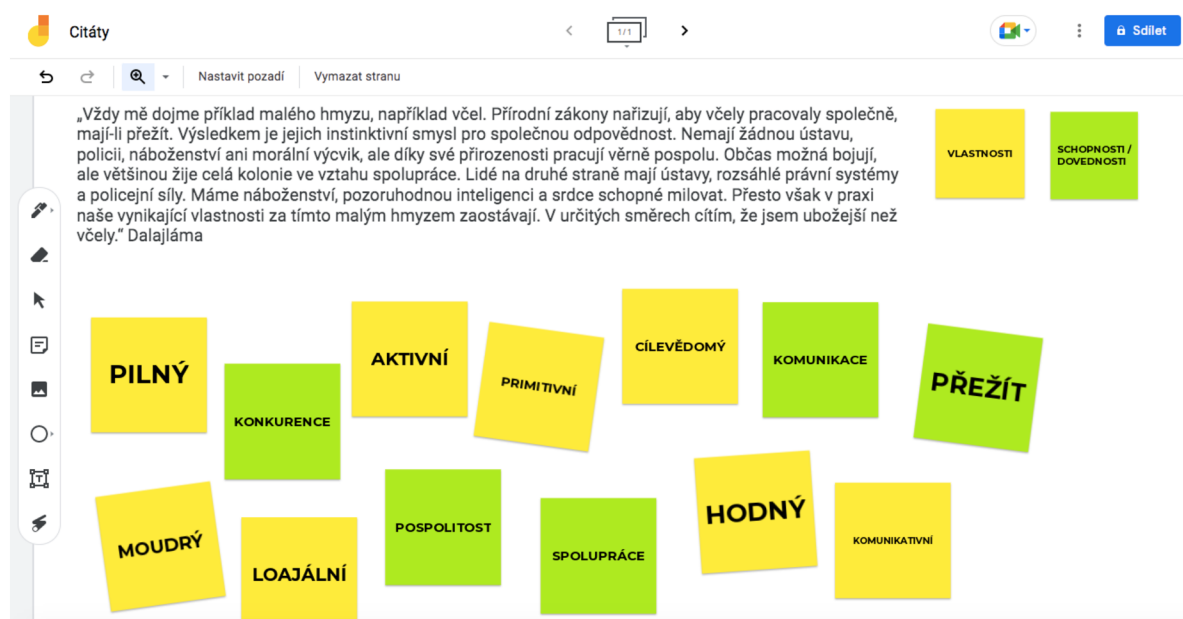 Citáty
1/1
Sdílet
Nastavit pozadí
Vymazat stranu
„Vždy mě dojme příklad malého hmyzu, například včel. Přírodní zákony nařizují, aby včely pracovaly společně,
mají-li přežít. Výsledkem je jejich instinktivní smysl pro společnou odpovědnost. Nemají žádnou ústavu,
policii, náboženství ani morální výcvik, ale díky své přirozenosti pracují věrně pospolu. Občas možná bojují,
ale většinou žije celá kolonie ve vztahu spolupráce. Lidé na druhé straně mají ústavy, rozsáhlé právní systémy
a policejní síly. Máme náboženství, pozoruhodnou inteligenci a srdce schopné milovat. Přesto však v praxi
naše vynikající vlastnosti za tímto malým hmyzem zaostávají. V určitých směrech cítím, že jsem ubožejší než
včely.“ Dalajláma
VLASTNOSTI
SCHOPNOSTI /
DOVEDNOSTI
PILNÝ
KONKURENCE
AKTIVNÍ
PRIMITIVNÍ
CÍLEVĚDOMÝ
KOMUNIKACE
PŘEŽÍT
MOUDRÝ
LOAJÁLNÍ
POSPOLITOST
SPOLUPRÁCE
HODNÝ
KOMUNIKATIVNÍ